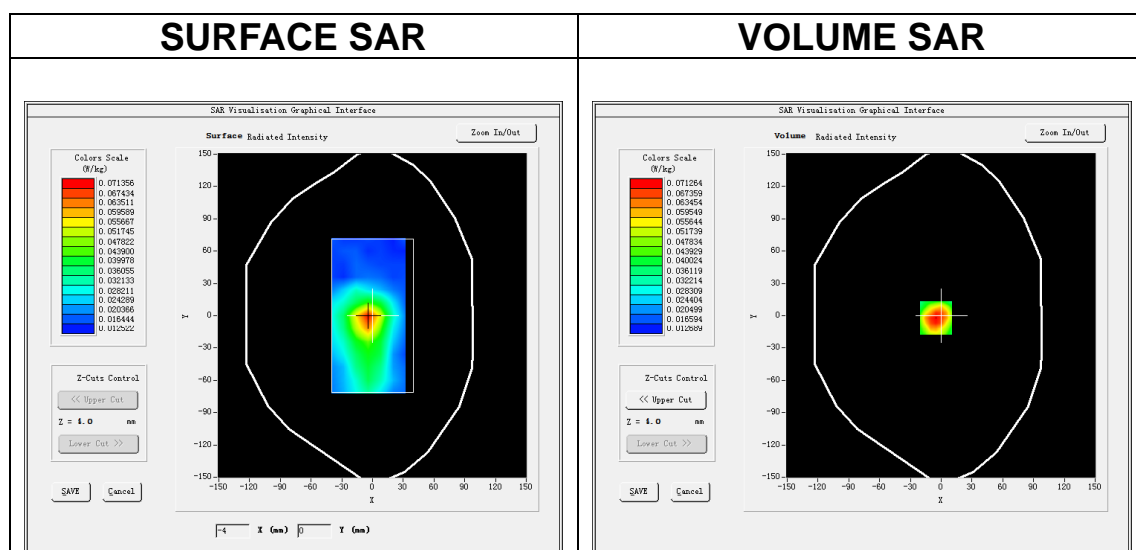 SURFACE SAR
SAR Visualisation Graphical Interface
Surface Radiated Intensity
Zoom In/Out
Colors Scale
(W/kg)
0.071356
0.067434
0.063511
0.059589
0.055667
0.051745
0.047822
0.043900
0.039978
0.036055
0.032133
0.028211
0.024289
0.020366
0.016444
0.012522
150
120
90
60
30
0
-30
-60
-90
-120
-150
Y
-150 -120 -90 -60 -30 0 30 60 90 120 150
X
Z-Cuts Control
<< Upper Cut
Z = 4.0 mm
Lower Cut >>
SAVE Cancel
-4 X (mm) 0 Y (mm)
VOLUME SAR
SAR Visualisation Graphical Interface
Volume Radiated Intensity
Zoom In/Out
Colors Scale
(W/kg)
0.071264
0.067359
0.063454
0.059549
0.055644
0.051739
0.047834
0.043929
0.040024
0.036119
0.032214
0.028309
0.024404
0.020499
0.016594
0.012689
150
120
90
60
30
0
-30
-60
-90
-120
-150
Y
-150 -120 -90 -60 -30 0 30 60 90 120 150
X
Z-Cuts Control
<< Upper Cut
Z = 4.0 mm
Lower Cut >>
SAVE Cancel